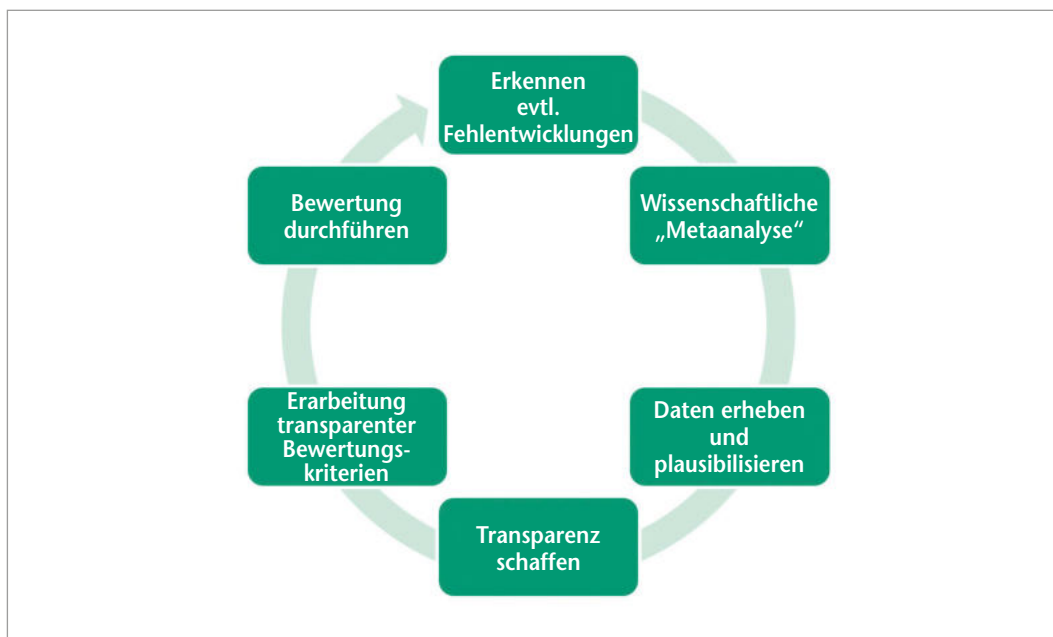 Erkennen
evtl.
Fehlentwicklungen
Wissenschaftliche
„Metaanalyse“
Daten erheben
und
plausibilisieren
Transparenz
schaffen
Erarbeitung
transparenter
Bewertungs-
kriterien
Bewertung
durchführen